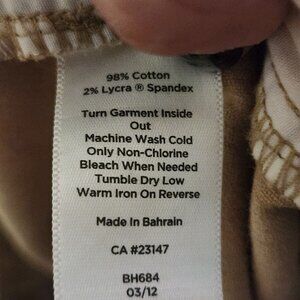 98% Cotton
2% Lycra ® Spandex
Turn Garment Inside
Out
Machine Wash Cold
Only Non-Chlorine
Bleach When Needed
Tumble Dry Low
Warm Iron On Reverse
Made In Bahrain
CA #23147
BH684
03/12